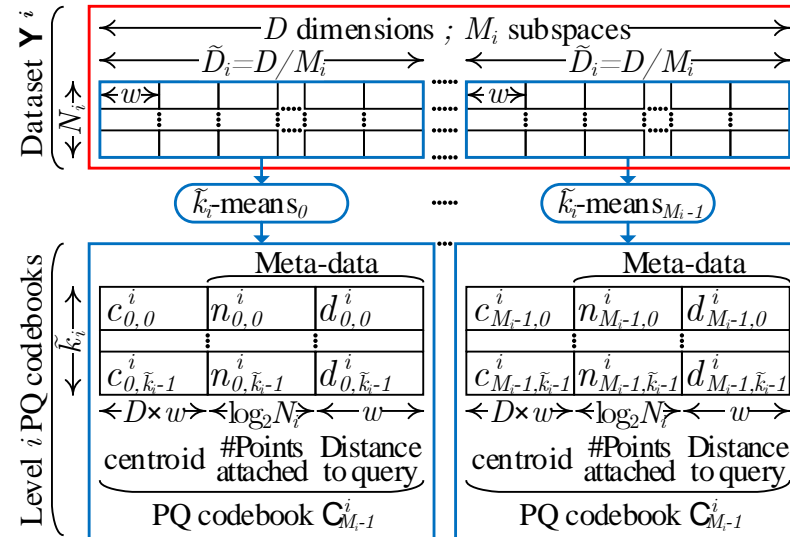 Dataset Y^i
D dimensions ; M_i subspaces
D̃_i=D/M_i
D̃_i=D/M_i
N_i
w
w
k̃_i-means_0
k̃_i-means_{M_i-1}
Level i PQ codebooks
k̃_i
Meta-data
Meta-data
c^i_{0,0} n^i_{0,0} d^i_{0,0}
c^i_{M_i-1,0} n^i_{M_i-1,0} d^i_{M_i-1,0}
c^i_{0,k̃_i-1} n^i_{0,k̃_i-1} d^i_{0,k̃_i-1}
c^i_{M_i-1,k̃_i-1} n^i_{M_i-1,k̃_i-1} d^i_{M_i-1,k̃_i-1}
D×w log_2N_i w
D×w log_2N_i w
centroid #Points attached Distance to query
centroid #Points attached Distance to query
PQ codebook C^i_{M_i-1}
PQ codebook C^i_{M_i-1}